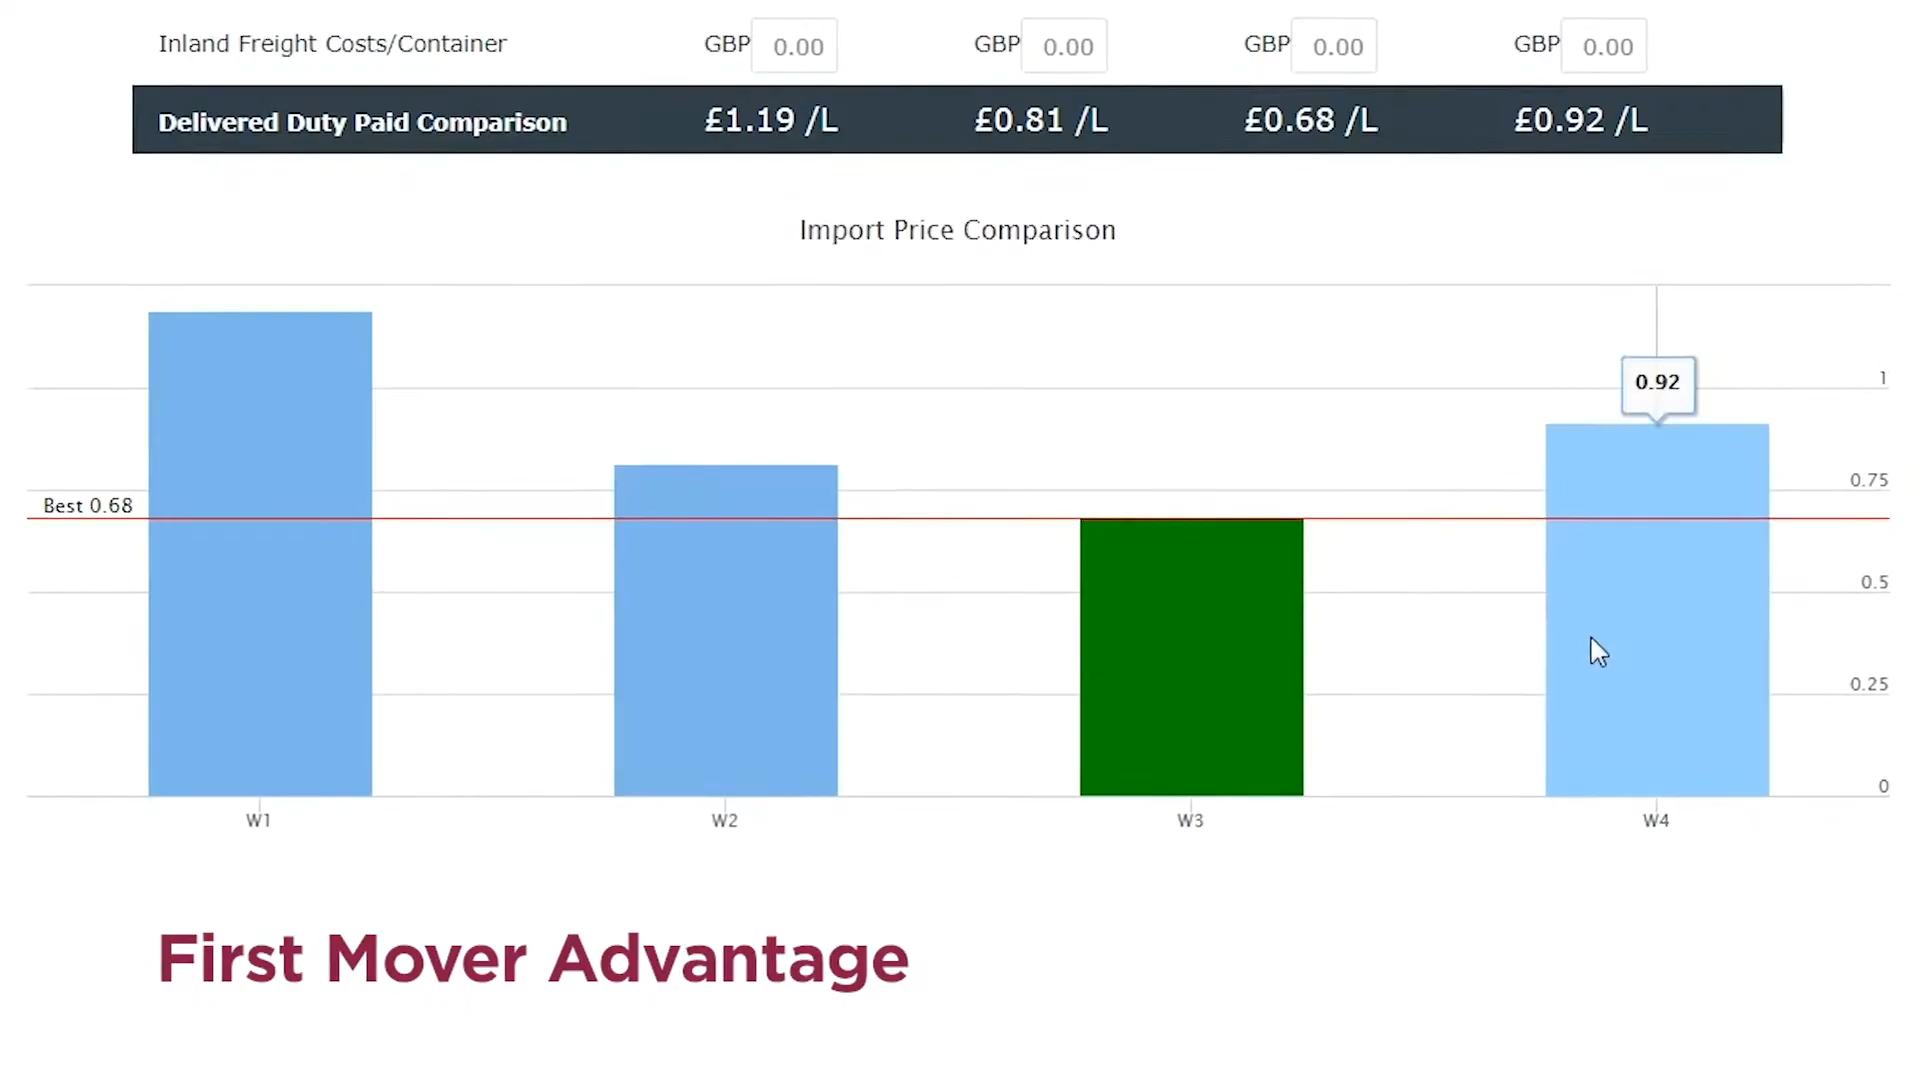 Inland Freight Costs/Container GBP 0.00 GBP 0.00 GBP 0.00 GBP 0.00
Delivered Duty Paid Comparison £1.19 /L £0.81 /L £0.68 /L £0.92 /L
Import Price Comparison
0.92
1
0.75
Best 0.68
0.5
0.25
0
W1 W2 W3 W4
First Mover Advantage